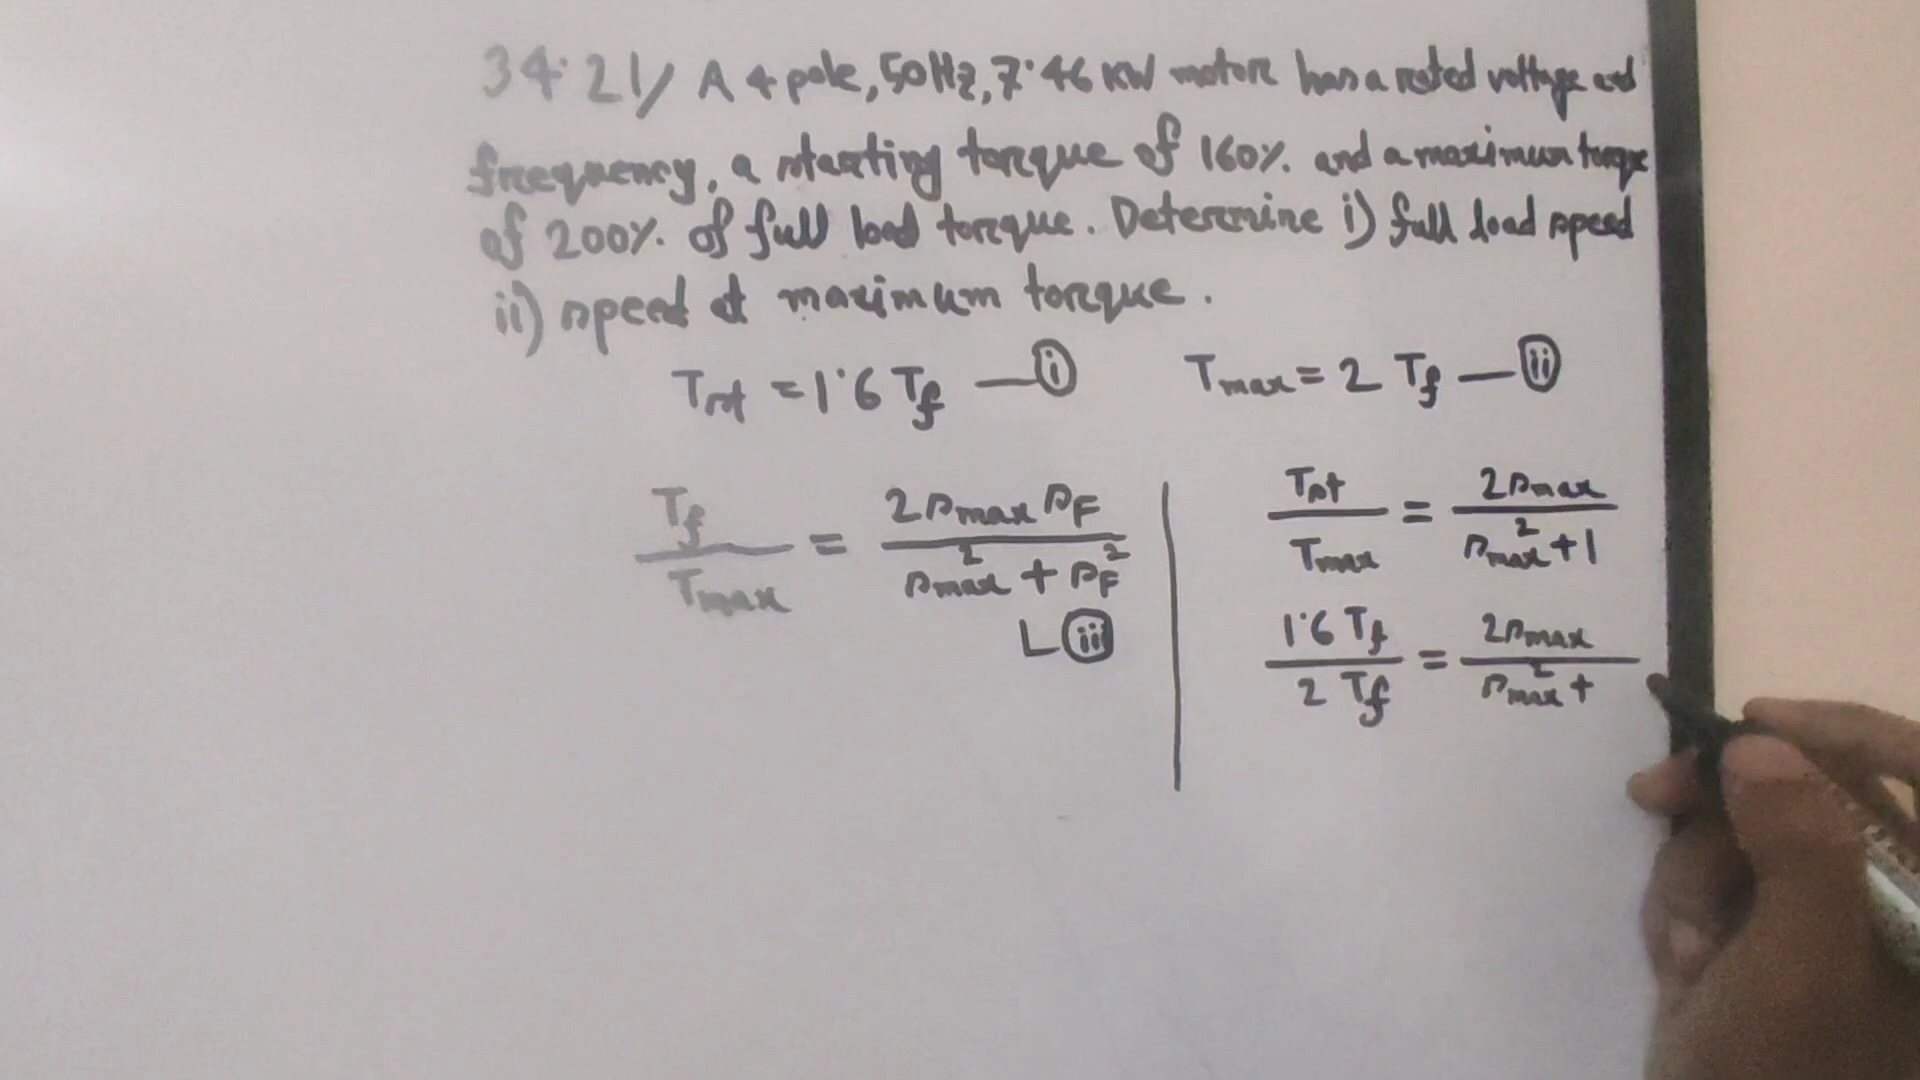 34.21/ A 4 pole, 50Hz, 7.46 KW motor has a rated voltage and
frequency, a starting torque of 160%. and a maximum torque
of 200%. of full load torque. Determine i) full load speed
ii) speed at maximum torque.
Tst = 1.6 Tf — (i) Tmax = 2 Tf — (ii)
Tf / Tmax = 2smax sF / smax² + sF²
(iii)
Tst / Tmax = 2smax / smax² + 1
1.6 Tf / 2 Tf = 2smax / smax² +